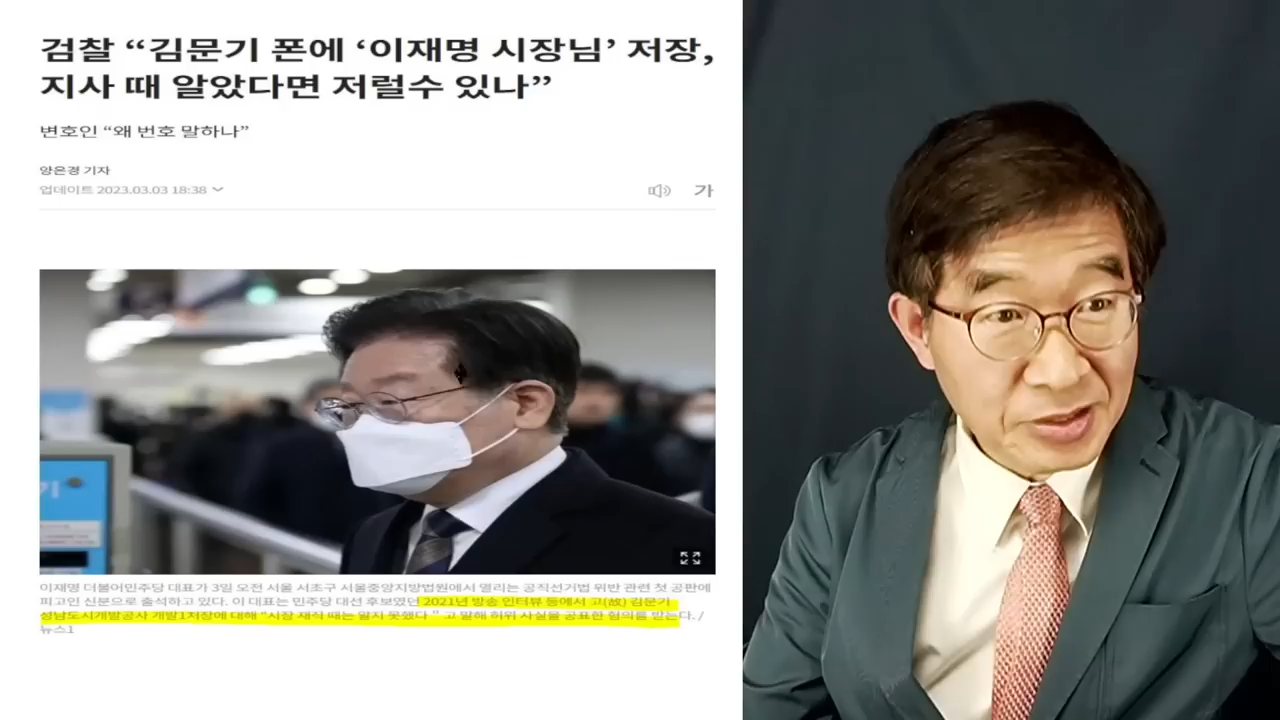 검찰 “김문기 폰에 ‘이재명 시장님’ 저장,
지사 때 알았다면 저럴수 있나”
변호인 “왜 번호 말하나”
양은경 기자
업데이트 2023.03.03 18:38
가
기
이재명 더불어민주당 대표가 3일 오전 서울 서초구 서울중앙지방법원에서 열리는 공직선거법 위반 관련 첫 공판에
피고인 신분으로 출석하고 있다. 이 대표는 민주당 대선 후보였던 2021년 방송 인터뷰 등에서 고(故) 김문기
성남도시개발공사 개발1처장에 대해 “시장 재직 때는 알지 못했다 ” 고 말해 허위 사실을 공표한 혐의를 받는다. /
뉴스1